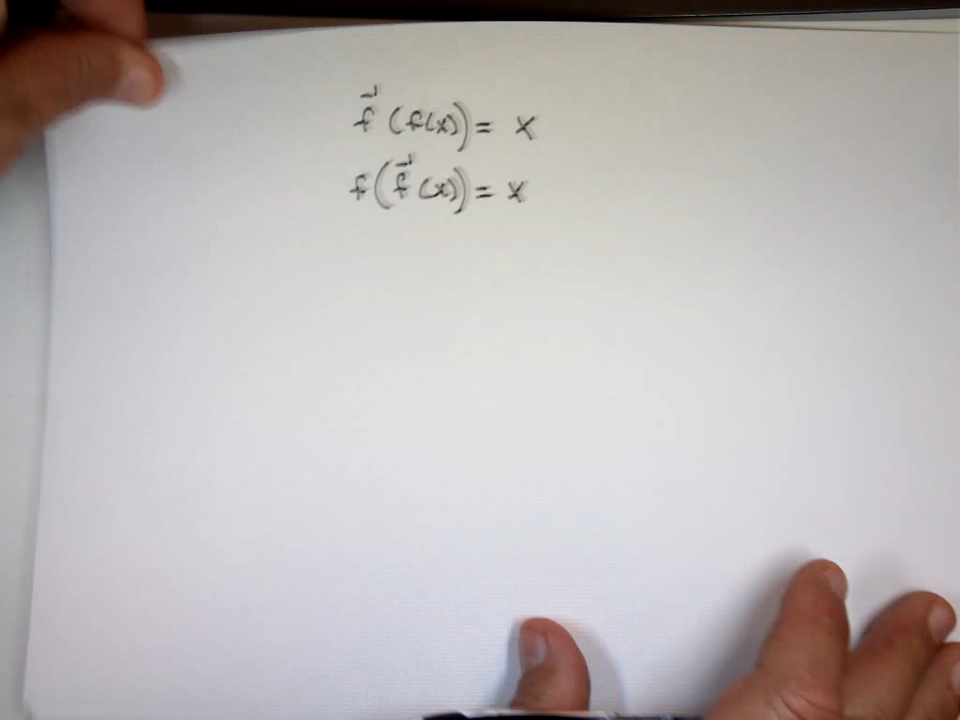 f⁻¹(f(x)) = x
f(f⁻¹(x)) = x